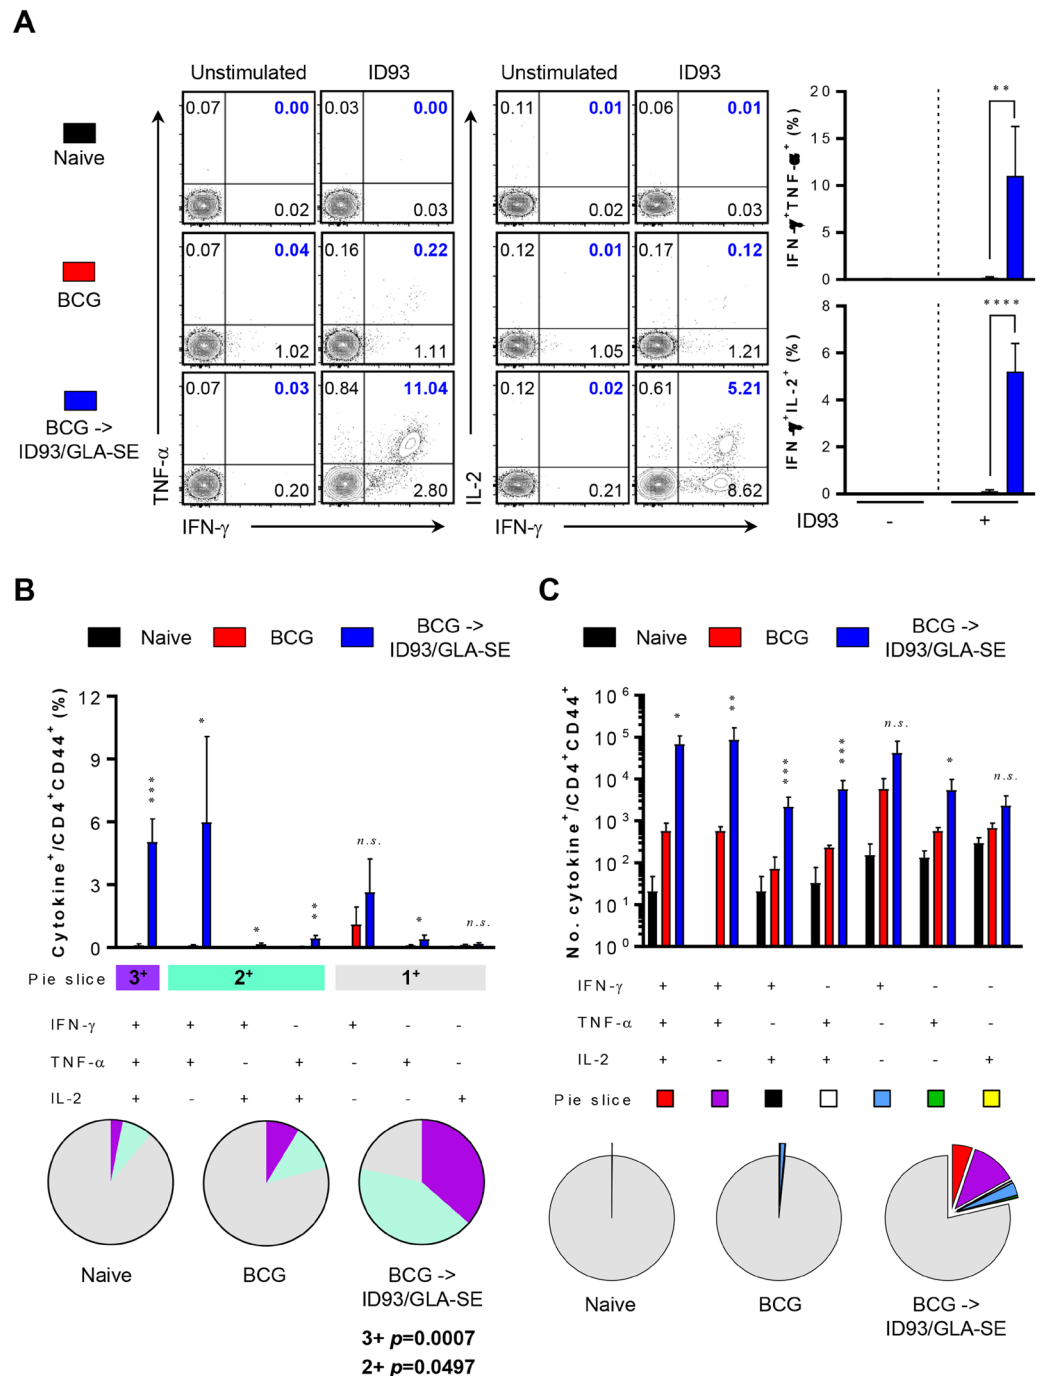 A
Unstimulated ID93 Unstimulated ID93
Naive
BCG
BCG ->
ID93/GLA-SE
0.07 0.00 0.03 0.00 0.11 0.01 0.06 0.01
0.02 0.03 0.02 0.03
0.07 0.04 0.16 0.22 0.12 0.01 0.17 0.12
1.02 1.11 1.05 1.21
0.07 0.03 0.84 11.04 0.12 0.02 0.61 5.21
0.20 2.80 0.21 8.62
TNF-α
IL-2
IFN-γ IFN-γ
IFN-γ+TNF-α+ (%)
20
15
10
5
0
**
IFN-γ+IL-2+ (%)
8
6
4
2
0
****
ID93 - +
B
Naive BCG BCG ->
ID93/GLA-SE
Cytokine+/CD4+CD44+ (%)
12
9
6
3
0
*** * * ** n.s. * n.s.
Pie slice 3+ 2+ 1+
IFN-γ + + + - + - -
TNF-α + + - + - + -
IL-2 + - + + - - +
Naive
BCG
BCG ->
ID93/GLA-SE
3+ p=0.0007
2+ p=0.0497
C
Naive BCG BCG ->
ID93/GLA-SE
No. cytokine+/CD4+CD44+
10 6
10 5
10 4
10 3
10 2
10 1
10 0
* ** *** *** n.s. * n.s.
IFN-γ + + + - + - -
TNF-α + + - + - + -
IL-2 + - + + - - +
Pie slice
Naive
BCG
BCG ->
ID93/GLA-SE